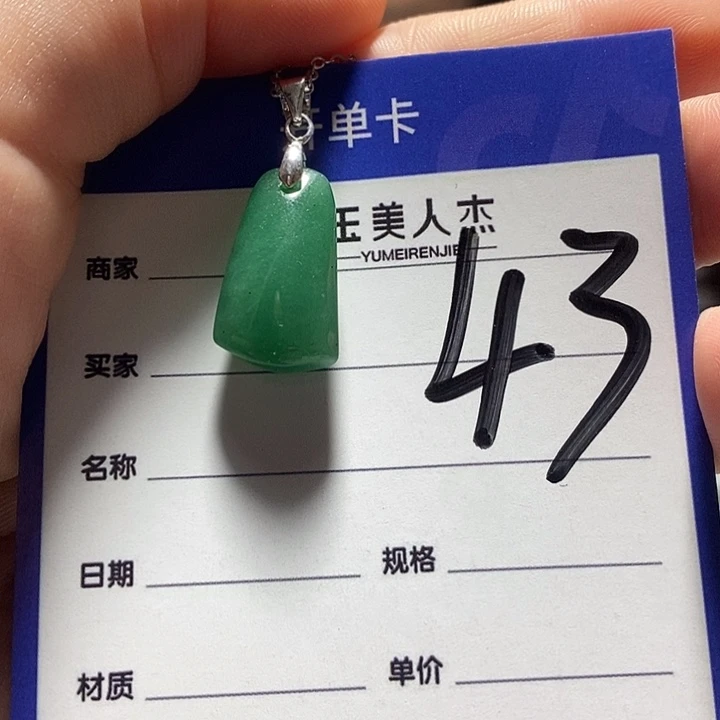 单卡
玉美人杰
YUMEIRENJIE
43
商家
买家
名称
日期 规格
材质 单价